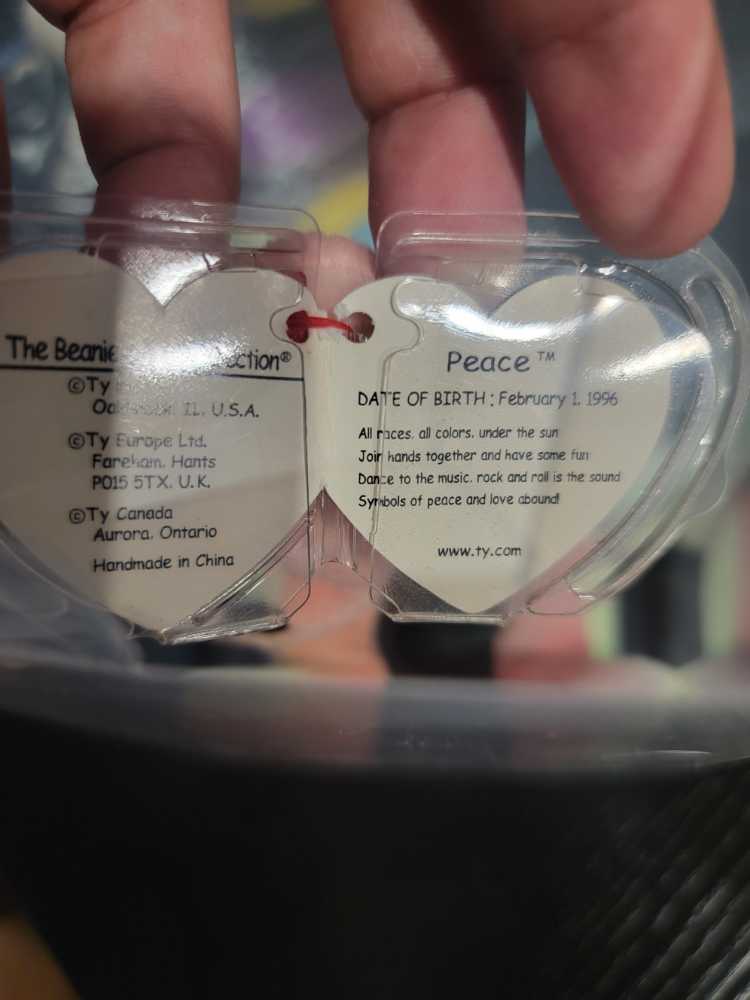 The Beanie ction®
©Ty
IL, U.S.A.
©Ty Europe Ltd.
Fareham, Hants
PO15 5TX, U.K.
©Ty Canada
Aurora, Ontario
Handmade in China
Peace™
DATE OF BIRTH : February 1, 1996
All races, all colors, under the sun
Join hands together and have some fun
Dance to the music, rock and roll is the sound
Symbols of peace and love abound!
www.ty.com